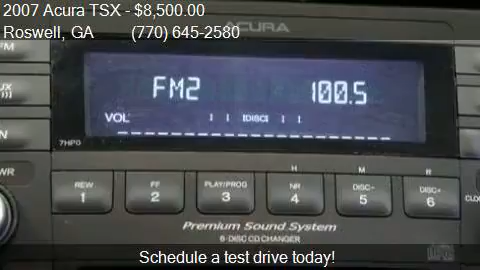 2007 Acura TSX - $8,500.00
Roswell, GA (770) 645-2580
ACURA
FM
FM2 100.5
VOL [DISC]
7HP0
H M R
REW FF PLAY/PROG NR DISC- DISC+
1 2 3 4 5 6
Premium Sound System
6-DISC CD CHANGER
Schedule a test drive today!